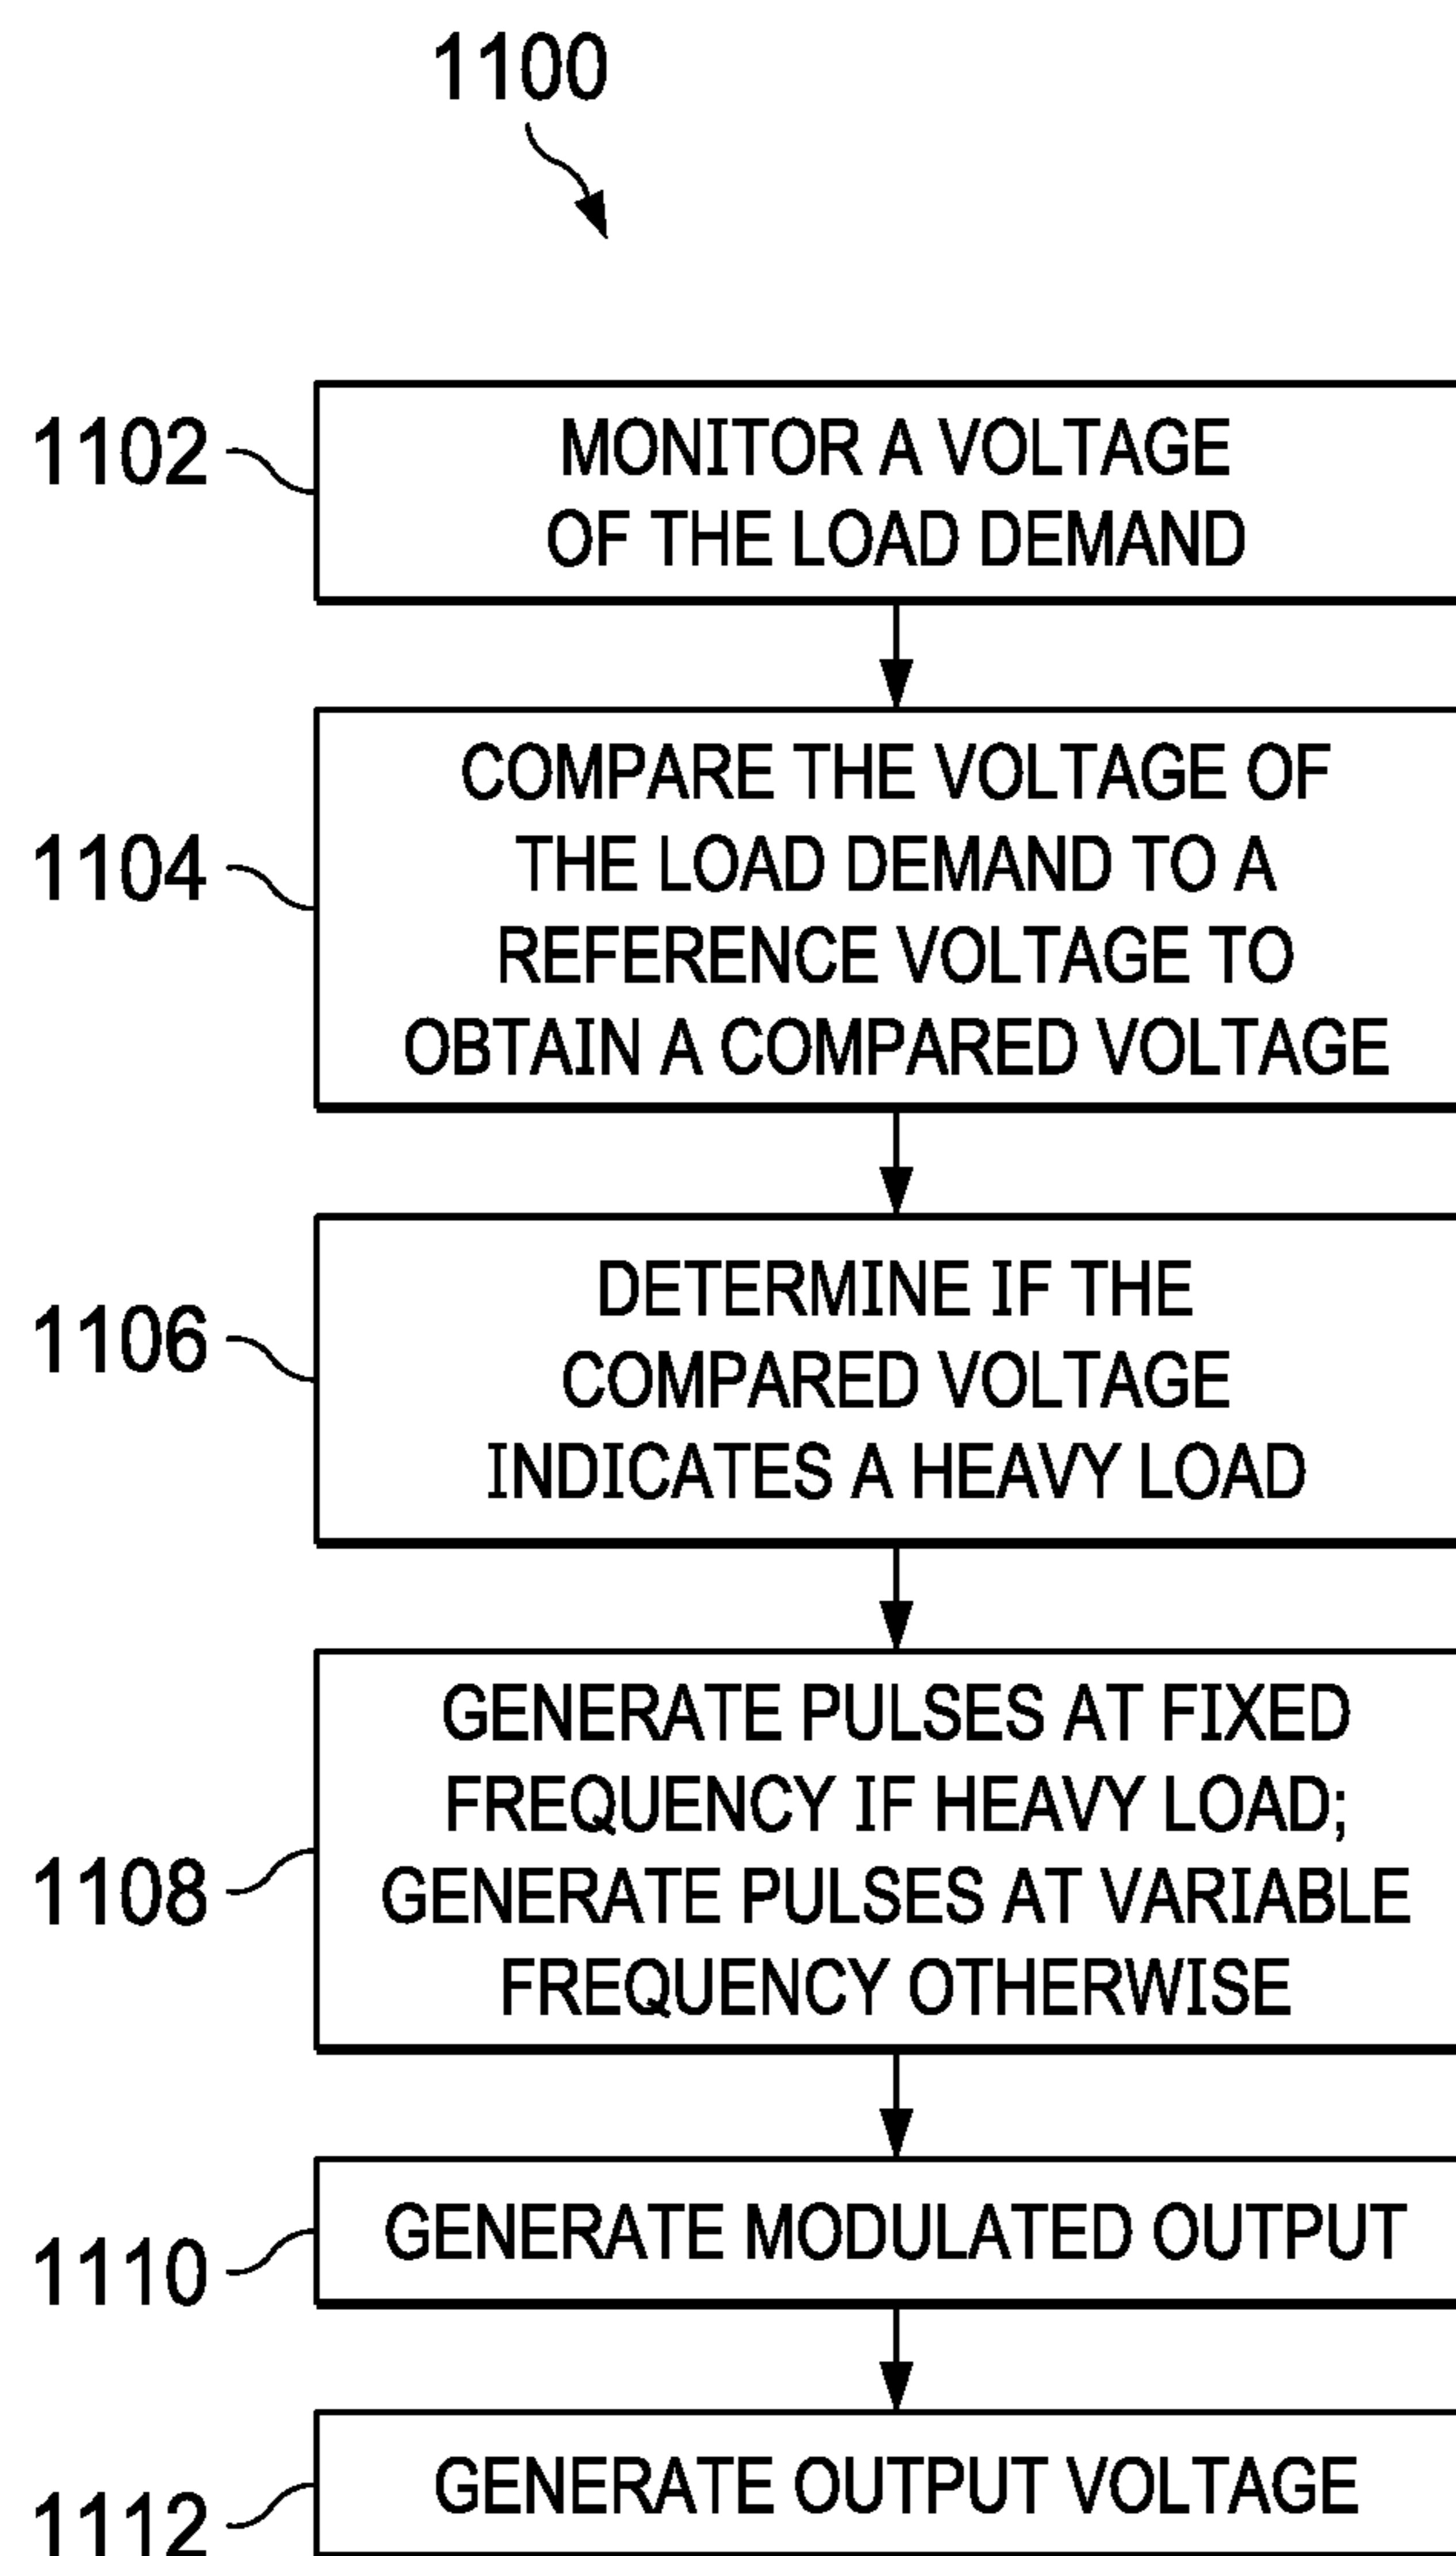 1100
1102
MONITOR A VOLTAGE
OF THE LOAD DEMAND
1104
COMPARE THE VOLTAGE OF
THE LOAD DEMAND TO A
REFERENCE VOLTAGE TO
OBTAIN A COMPARED VOLTAGE
1106
DETERMINE IF THE
COMPARED VOLTAGE
INDICATES A HEAVY LOAD
1108
GENERATE PULSES AT FIXED
FREQUENCY IF HEAVY LOAD;
GENERATE PULSES AT VARIABLE
FREQUENCY OTHERWISE
1110
GENERATE MODULATED OUTPUT
1112
GENERATE OUTPUT VOLTAGE